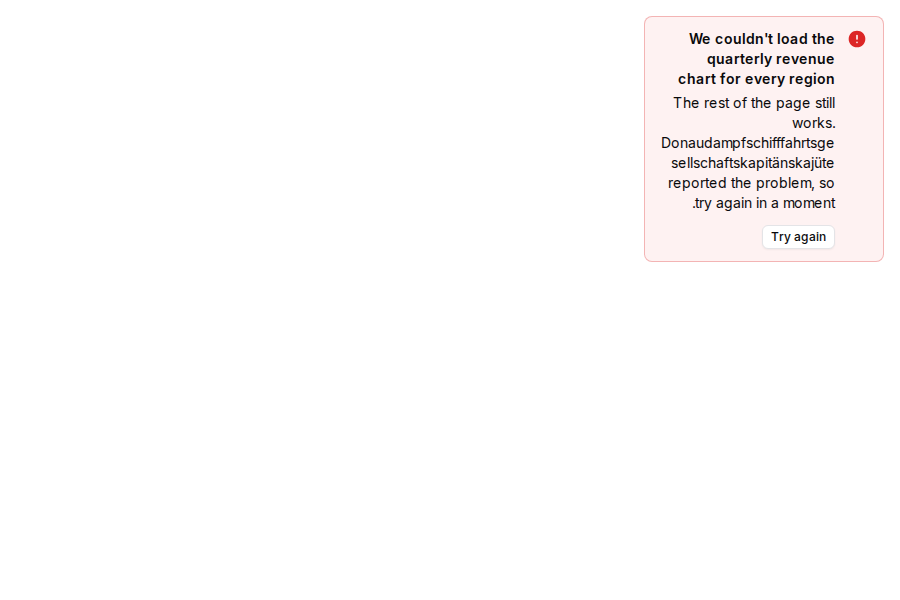 We couldn't load the
quarterly revenue
chart for every region
The rest of the page still
works.
Donaudampfschifffahrtsge
sellschaftskapitänskajüte
reported the problem, so
.try again in a moment
Try again